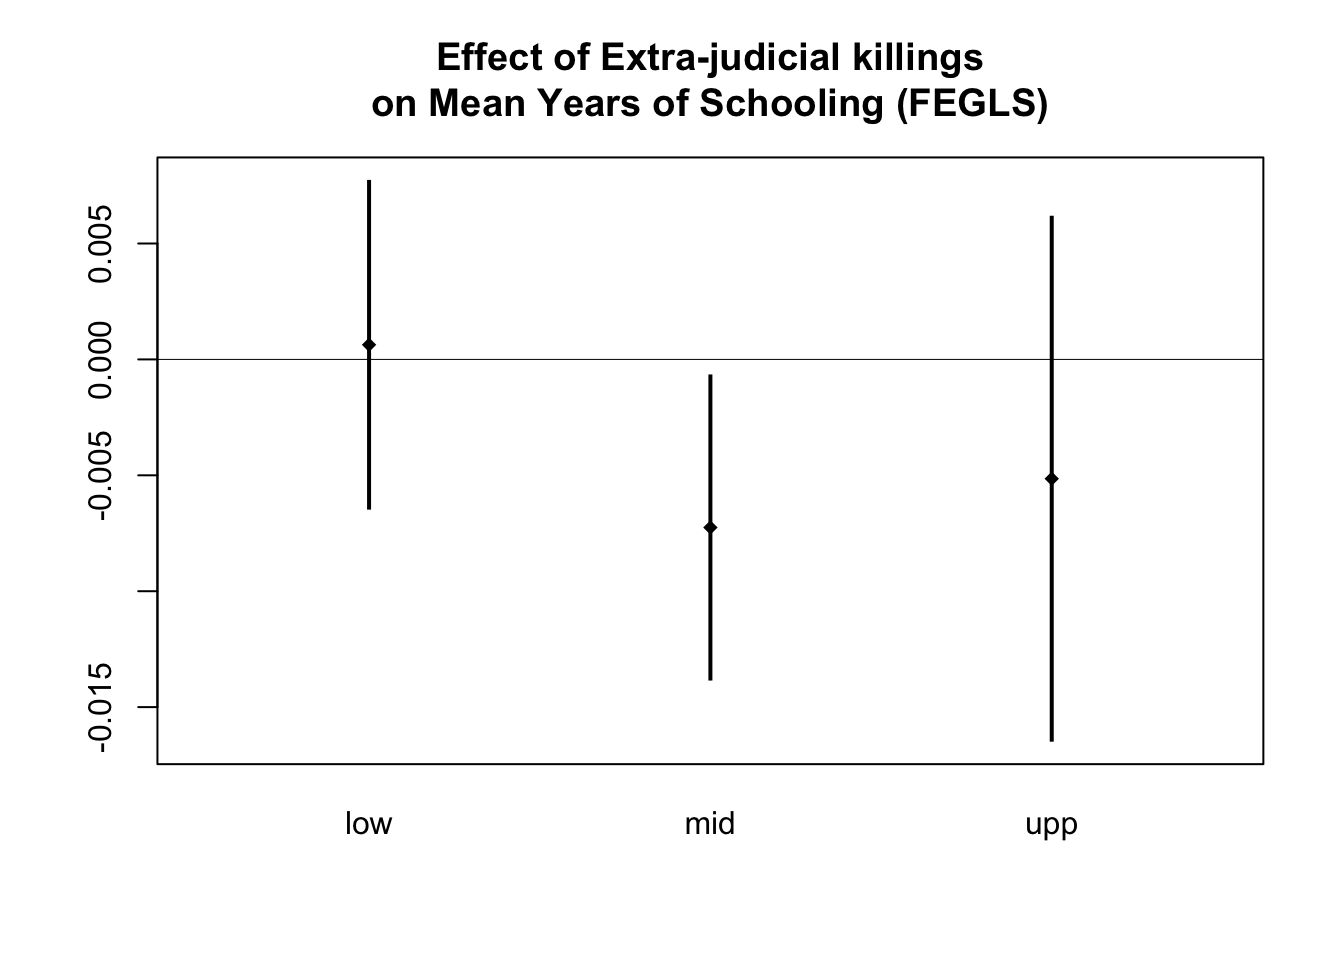 Effect of Extra-judicial killings
on Mean Years of Schooling (FEGLS)
0.005
0.000
-0.005
-0.015
low mid upp